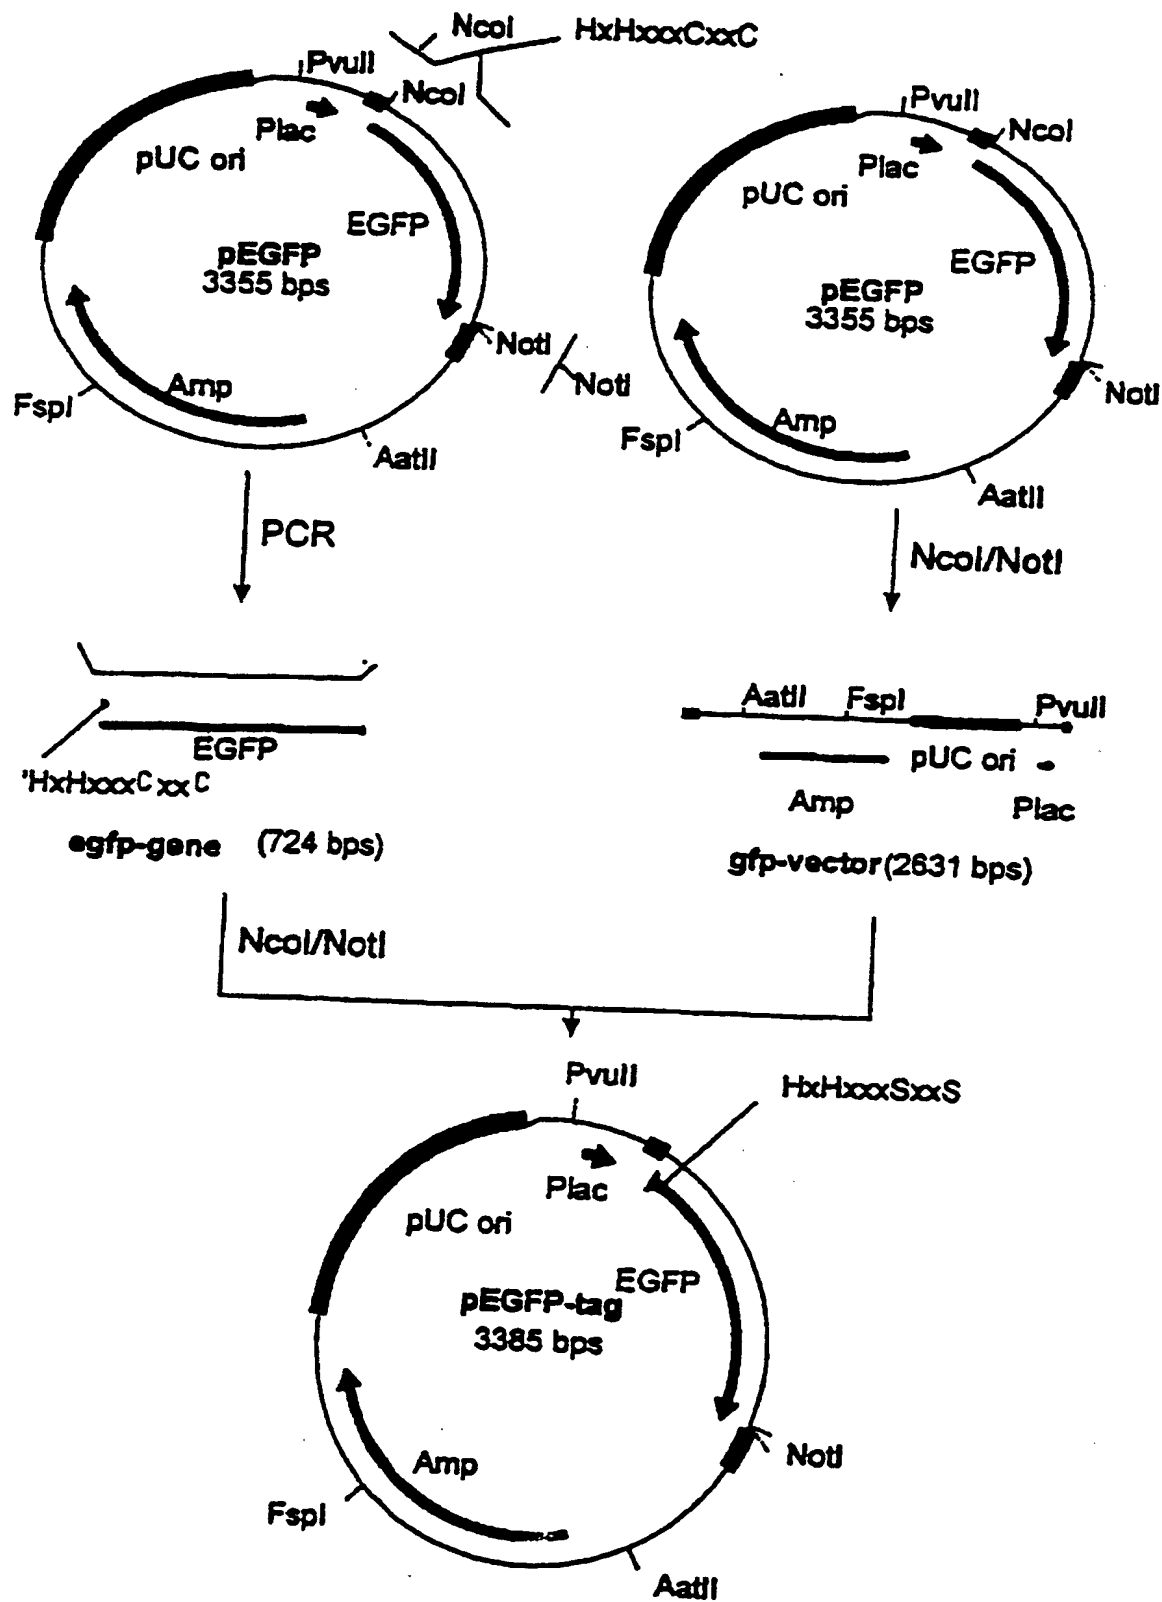 NcoI
HxHxxxCxxC
PvuII
NcoI
Plac
pUC ori
EGFP
pEGFP
3355 bps
NotI
NotI
Amp
FspI
AatII
PvuII
NcoI
Plac
pUC ori
EGFP
pEGFP
3355 bps
NotI
Amp
FspI
AatII
PCR
NcoI/NotI
EGFP
'HxHxxxCxxC
egfp-gene (724 bps)
AatII FspI PvuII
pUC ori
Amp Plac
gfp-vector (2631 bps)
NcoI/NotI
PvuII
HxHxxxSxxS
Plac
pUC ori
EGFP
pEGFP-tag
3385 bps
NotI
Amp
FspI
AatII